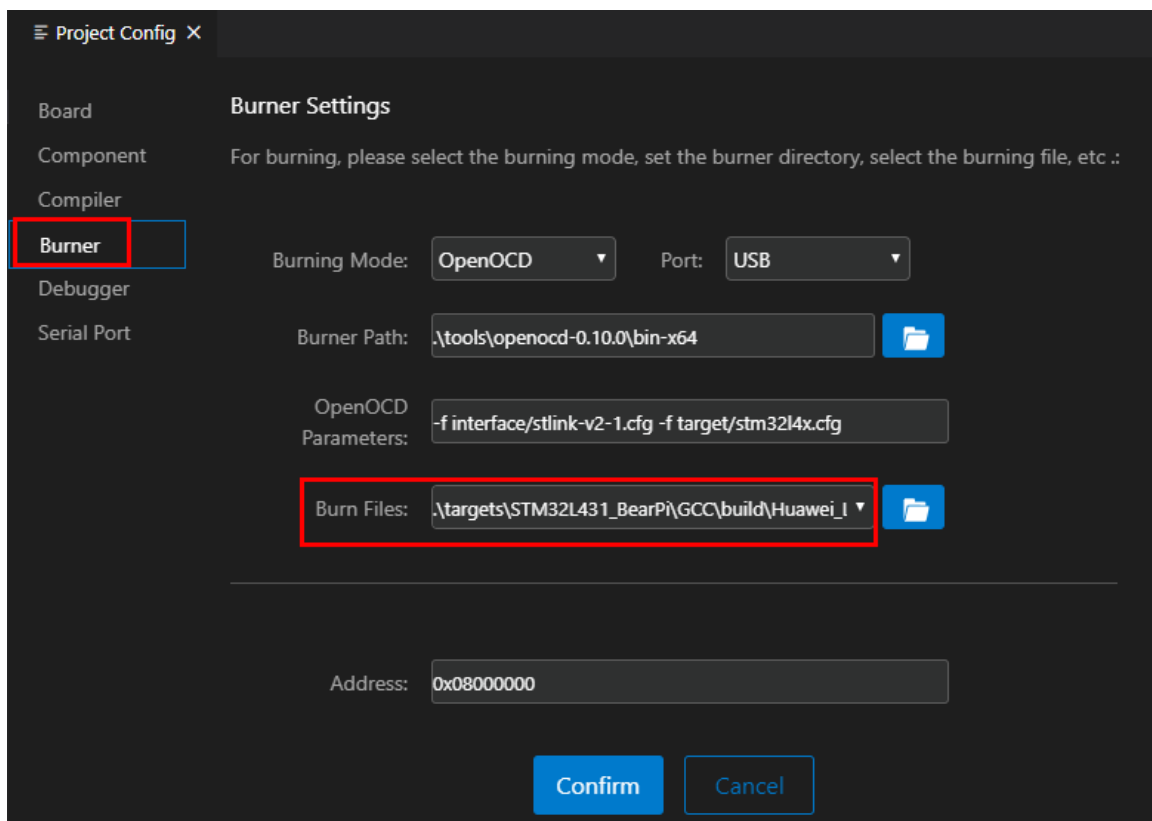 Project Config
Board
Component
Compiler
Burner
Debugger
Serial Port
Burner Settings
For burning, please select the burning mode, set the burner directory, select the burning file, etc .:
Burning Mode: OpenOCD Port: USB
Burner Path: .\tools\openocd-0.10.0\bin-x64
OpenOCD
Parameters: -f interface/stlink-v2-1.cfg -f target/stm32l4x.cfg
Burn Files: .\targets\STM32L431_BearPi\GCC\build\Huawei_
Address: 0x08000000
Confirm Cancel